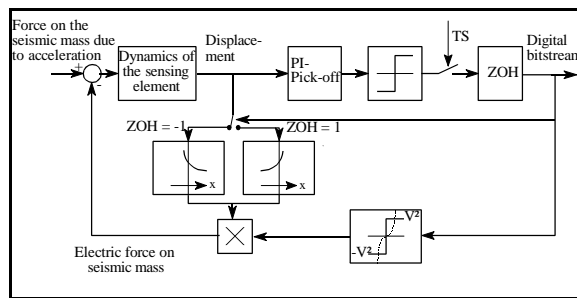 Force on the
seismic mass due
to acceleration
+
-
Dynamics of
the sensing
element
Displace-
ment
PI-
Pick-off
TS
ZOH
Digital
bitstream
ZOH = -1
ZOH = 1
x
x
V²
-V²
Electric force on
seismic mass